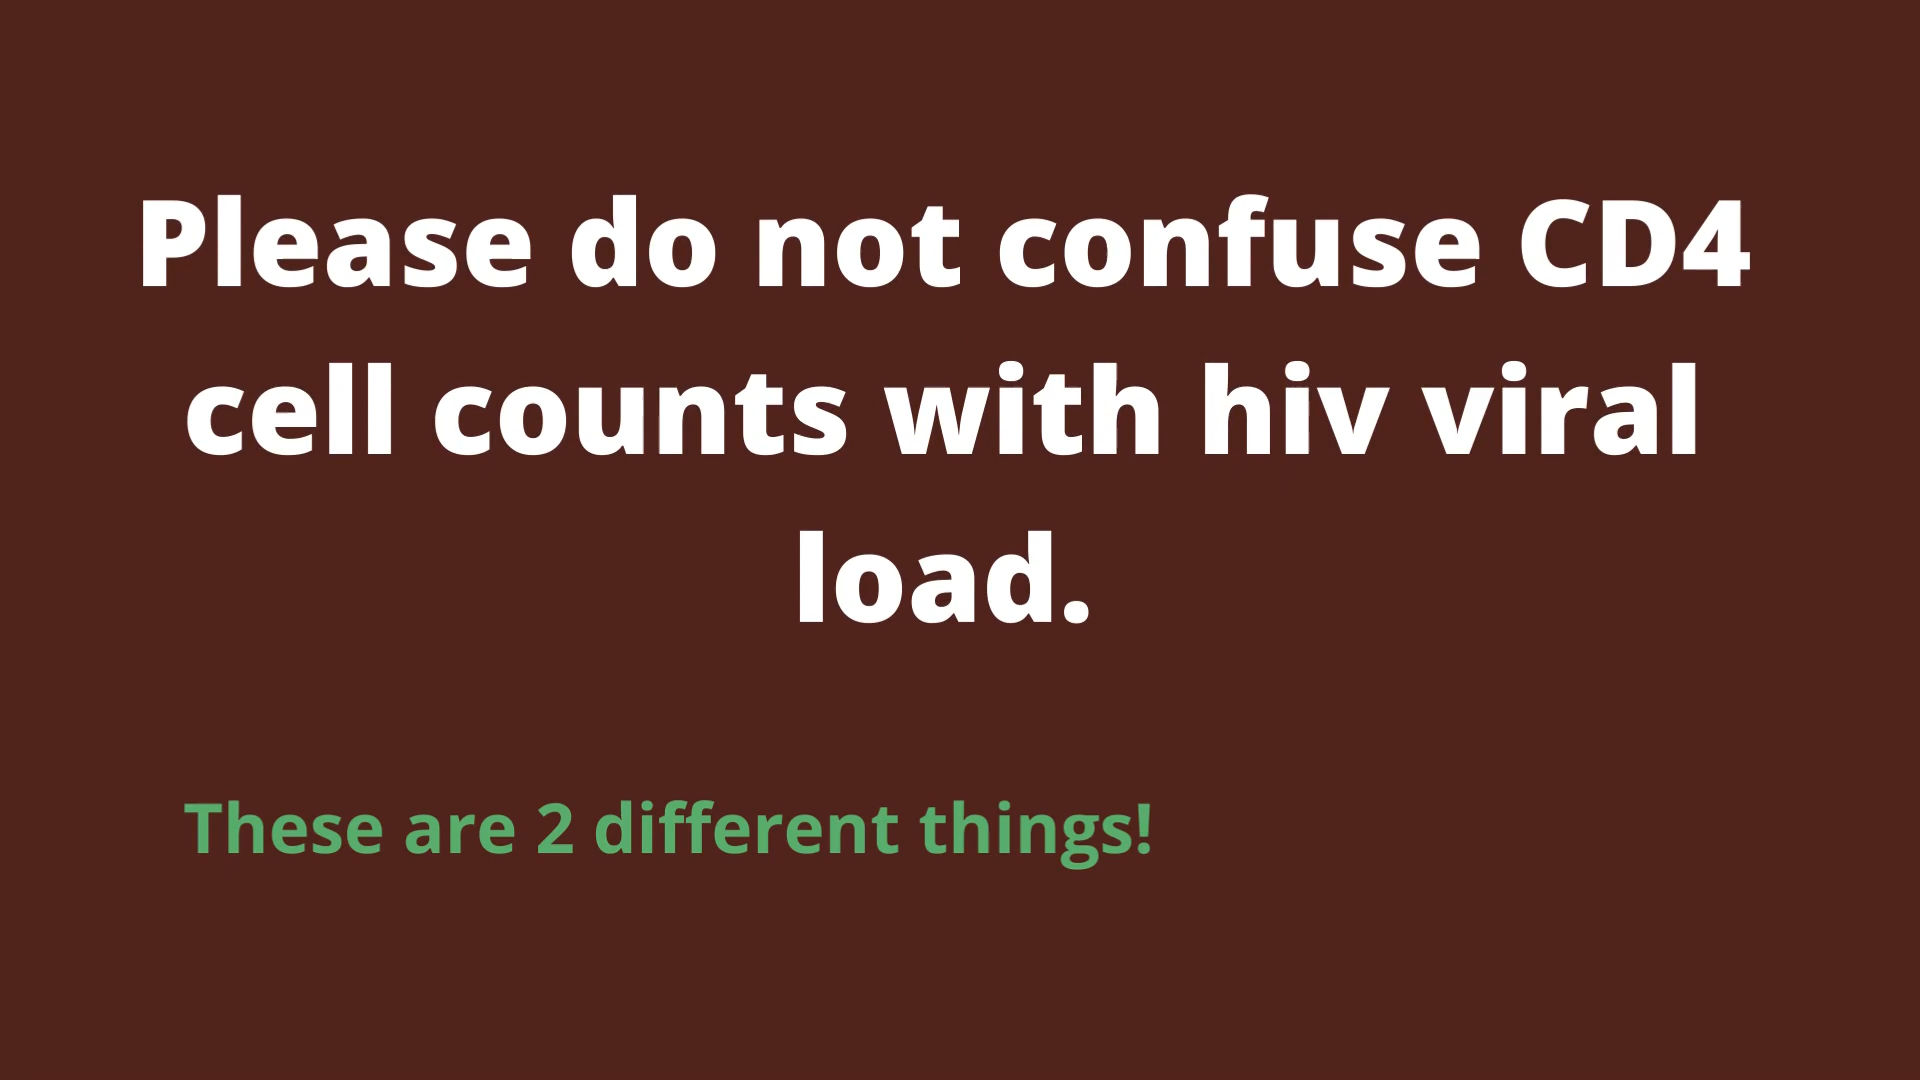 Please do not confuse CD4
cell counts with hiv viral
load.
These are 2 different things!